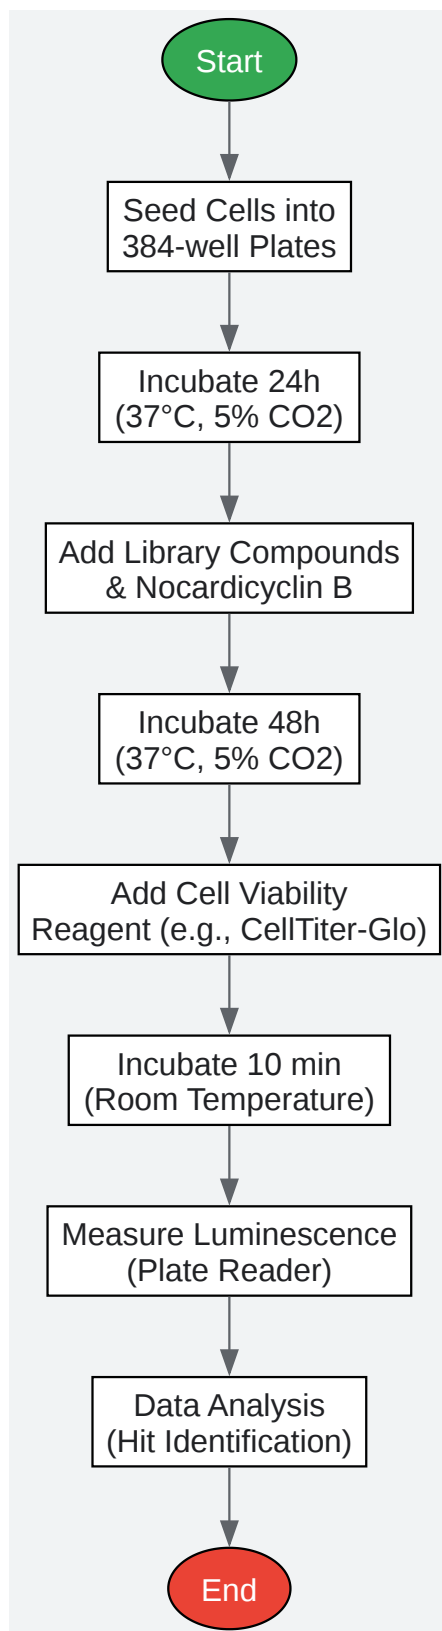 Start
Seed Cells into
384-well Plates
Incubate 24h
(37°C, 5% CO2)
Add Library Compounds
& Nocardicyclin B
Incubate 48h
(37°C, 5% CO2)
Add Cell Viability
Reagent (e.g., CellTiter-Glo)
Incubate 10 min
(Room Temperature)
Measure Luminescence
(Plate Reader)
Data Analysis
(Hit Identification)
End